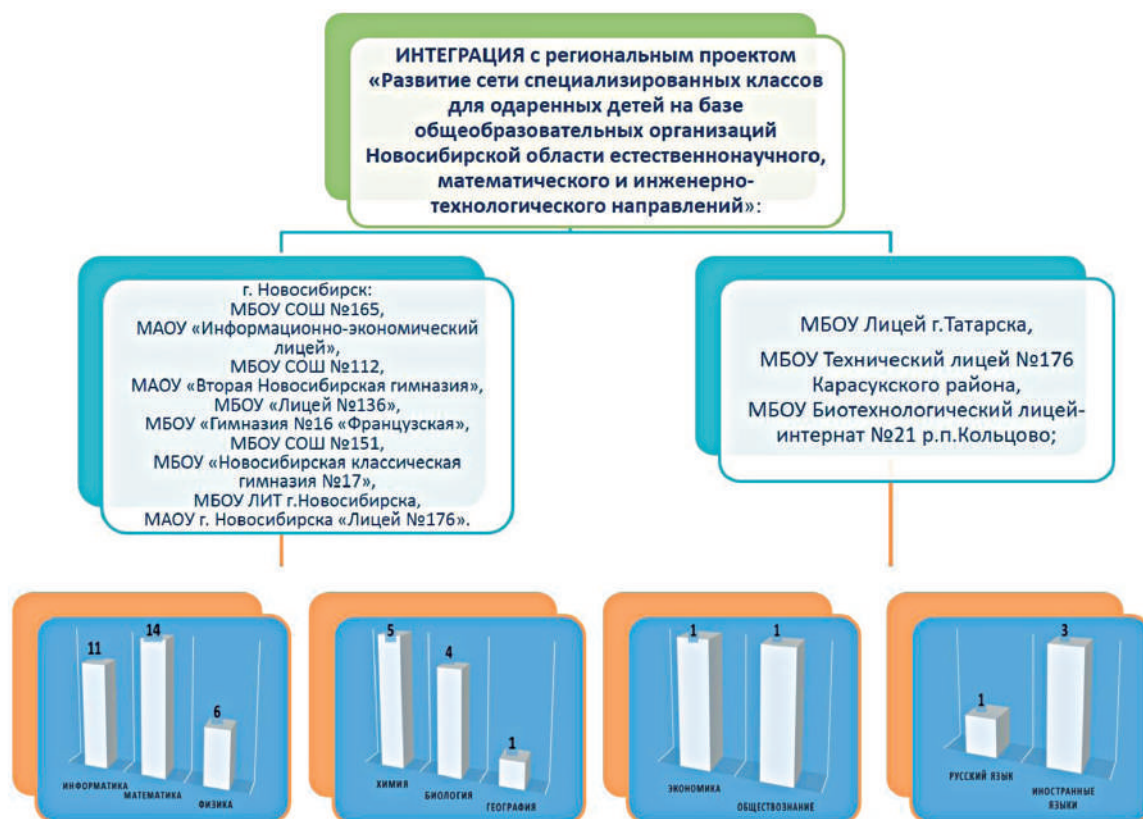 ИНТЕГРАЦИЯ с региональным проектом
«Развитие сети специализированных классов
для одаренных детей на базе
общеобразовательных организаций
Новосибирской области естественнонаучного,
математического и инженерно-
технологического направлений»:
г. Новосибирск:
МБОУ СОШ №165,
МАОУ «Информационно-экономический
лицей»,
МБОУ СОШ №112,
МАОУ «Вторая Новосибирская гимназия»,
МБОУ «Лицей №136»,
МБОУ «Гимназия №16 «Французская»,
МБОУ СОШ №151,
МБОУ «Новосибирская классическая
гимназия №17»,
МБОУ ЛИТ г.Новосибирска,
МАОУ г. Новосибирска «Лицей №176».
МБОУ Лицей г.Татарска,
МБОУ Технический лицей №176
Карасукского района,
МБОУ Биотехнологический лицей-
интернат №21 р.п.Кольцово;
11
14
6
ИНФОРМАТИКА
МАТЕМАТИКА
ФИЗИКА
5
4
1
ХИМИЯ
БИОЛОГИЯ
ГЕОГРАФИЯ
1
1
ЭКОНОМИКА
ОБЩЕСТВОЗНАНИЕ
1
3
РУССКИЙ ЯЗЫК
ИНОСТРАННЫЕ
ЯЗЫКИ